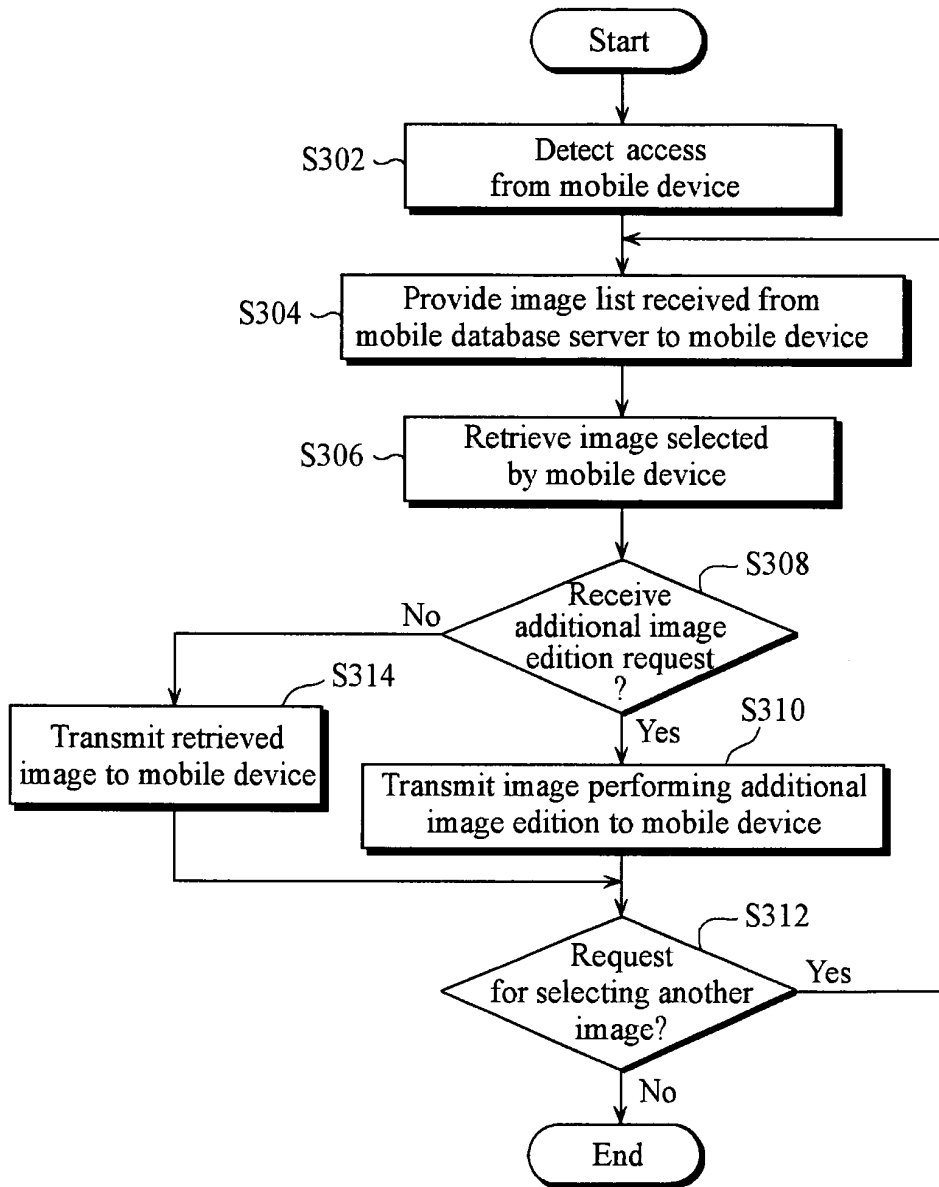 Start
S302
Detect access
from mobile device
S304
Provide image list received from
mobile database server to mobile device
S306
Retrieve image selected
by mobile device
S308
Receive
additional image
edition request
?
No
Yes
S314
Transmit retrieved
image to mobile device
S310
Transmit image performing additional
image edition to mobile device
S312
Request
for selecting another
image?
Yes
No
End